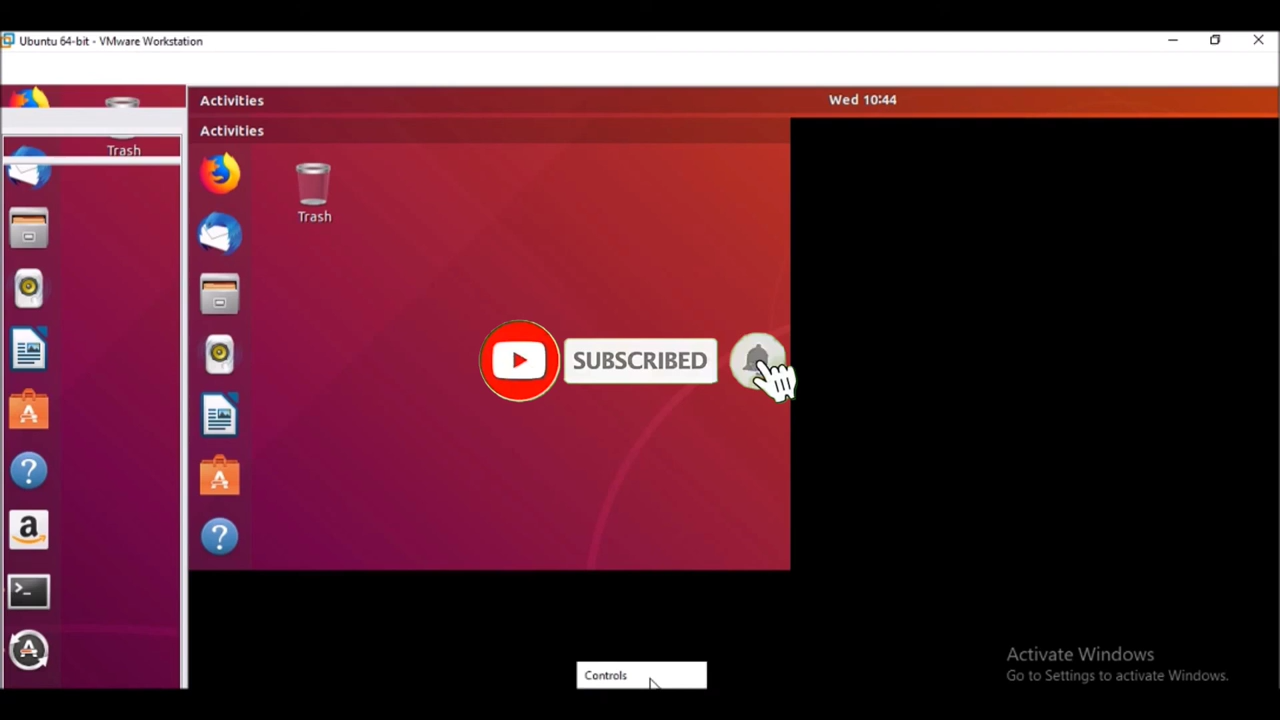 Ubuntu 64-bit - VMware Workstation
Activities
Wed 10:44
Activities
Trash
Trash
SUBSCRIBED
Activate Windows
Go to Settings to activate Windows.
Controls